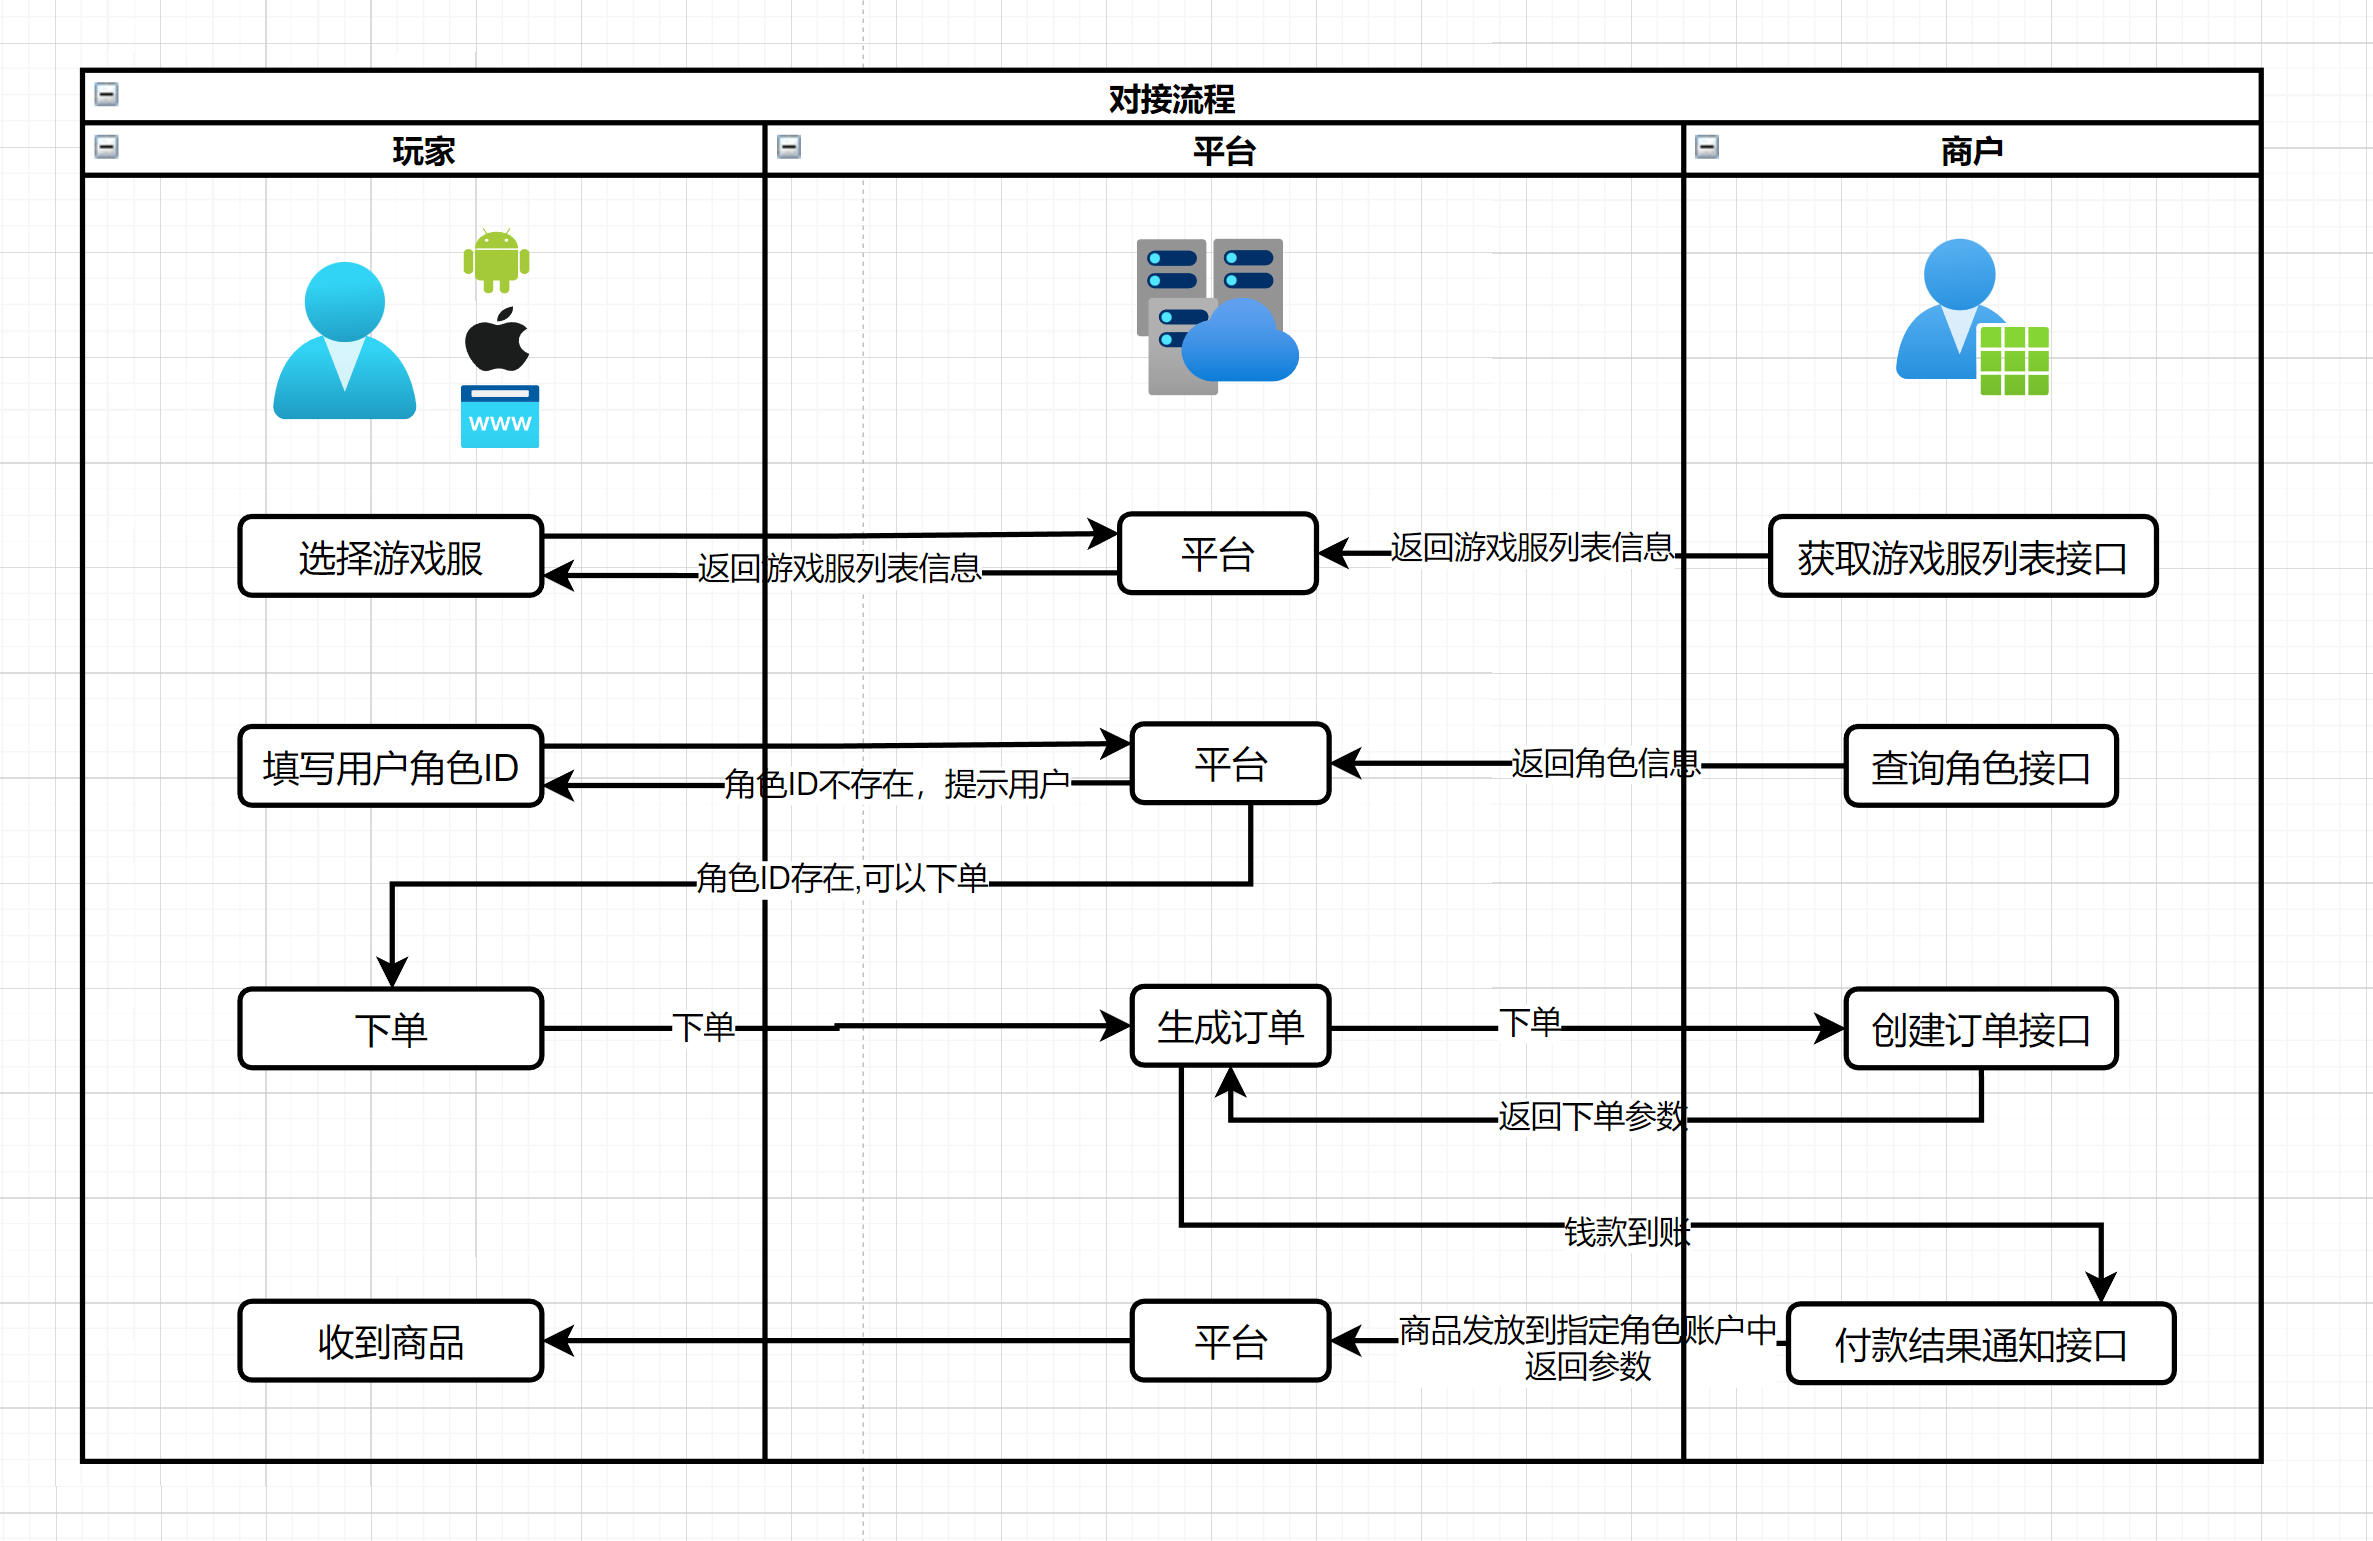 对接流程
玩家
平台
商户
www
选择游戏服
返回游戏服列表信息
平台
返回游戏服列表信息
获取游戏服列表接口
填写用户角色ID
角色ID不存在，提示用户
平台
返回角色信息
查询角色接口
角色ID存在,可以下单
下单
下单
生成订单
下单
创建订单接口
返回下单参数
钱款到账
收到商品
平台
商品发放到指定角色账户中
返回参数
付款结果通知接口